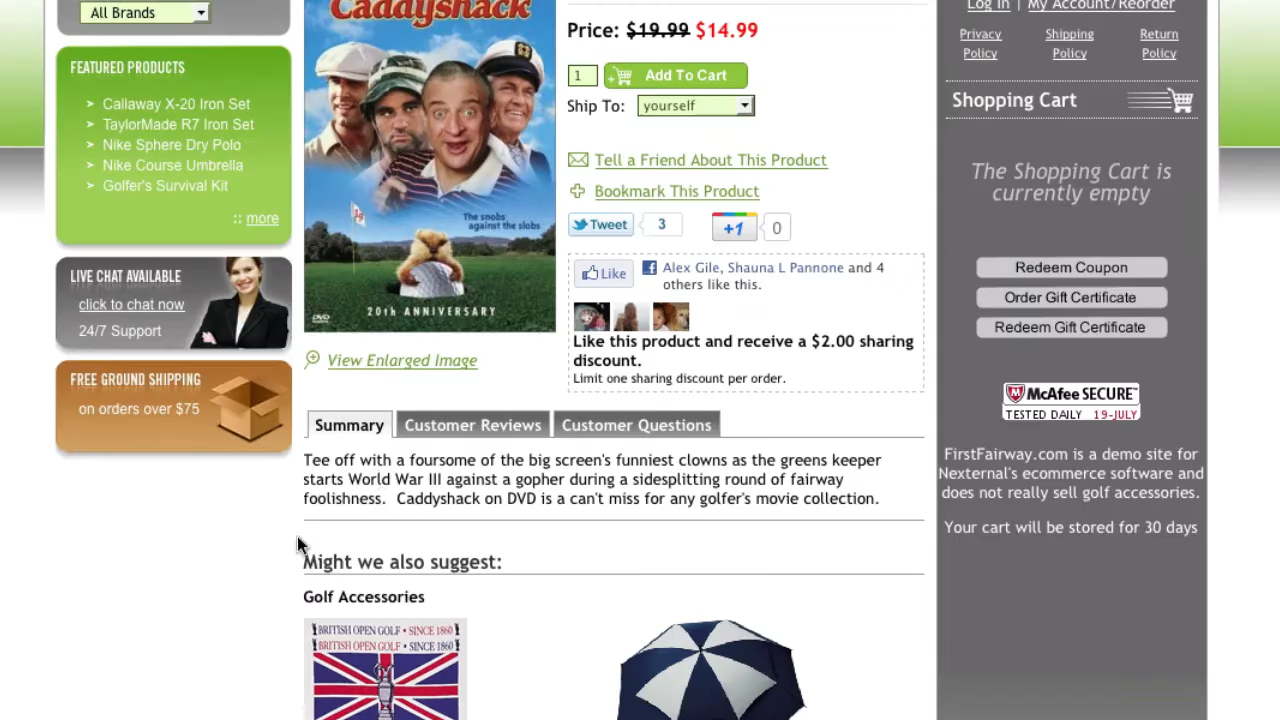 All Brands
FEATURED PRODUCTS
Callaway X-20 Iron Set
TaylorMade R7 Iron Set
Nike Sphere Dry Polo
Nike Course Umbrella
Golfer's Survival Kit
:: more
LIVE CHAT AVAILABLE
click to chat now
24/7 Support
FREE GROUND SHIPPING
on orders over $75
Caddyshack
The snobs
against the slobs
DVD
20th ANNIVERSARY
View Enlarged Image
Price: $19.99 $14.99
1 Add To Cart
Ship To: yourself
Tell a Friend About This Product
Bookmark This Product
Tweet 3 +1 0
Like Alex Gile, Shauna L Pannone and 4
others like this.
Like this product and receive a $2.00 sharing
discount.
Limit one sharing discount per order.
Summary Customer Reviews Customer Questions
Tee off with a foursome of the big screen's funniest clowns as the greens keeper
starts World War III against a gopher during a sidesplitting round of fairway
foolishness. Caddyshack on DVD is a can't miss for any golfer's movie collection.
Might we also suggest:
Golf Accessories
BRITISH OPEN GOLF • SINCE 1860
BRITISH OPEN GOLF • SINCE 1860
Log In | My Account/Reorder
Privacy Policy
Shipping Policy
Return Policy
Shopping Cart
The Shopping Cart is
currently empty
Redeem Coupon
Order Gift Certificate
Redeem Gift Certificate
McAfee SECURE™
TESTED DAILY 19-JULY
FirstFairway.com is a demo site for
Nexternal's ecommerce software and
does not really sell golf accessories.
Your cart will be stored for 30 days